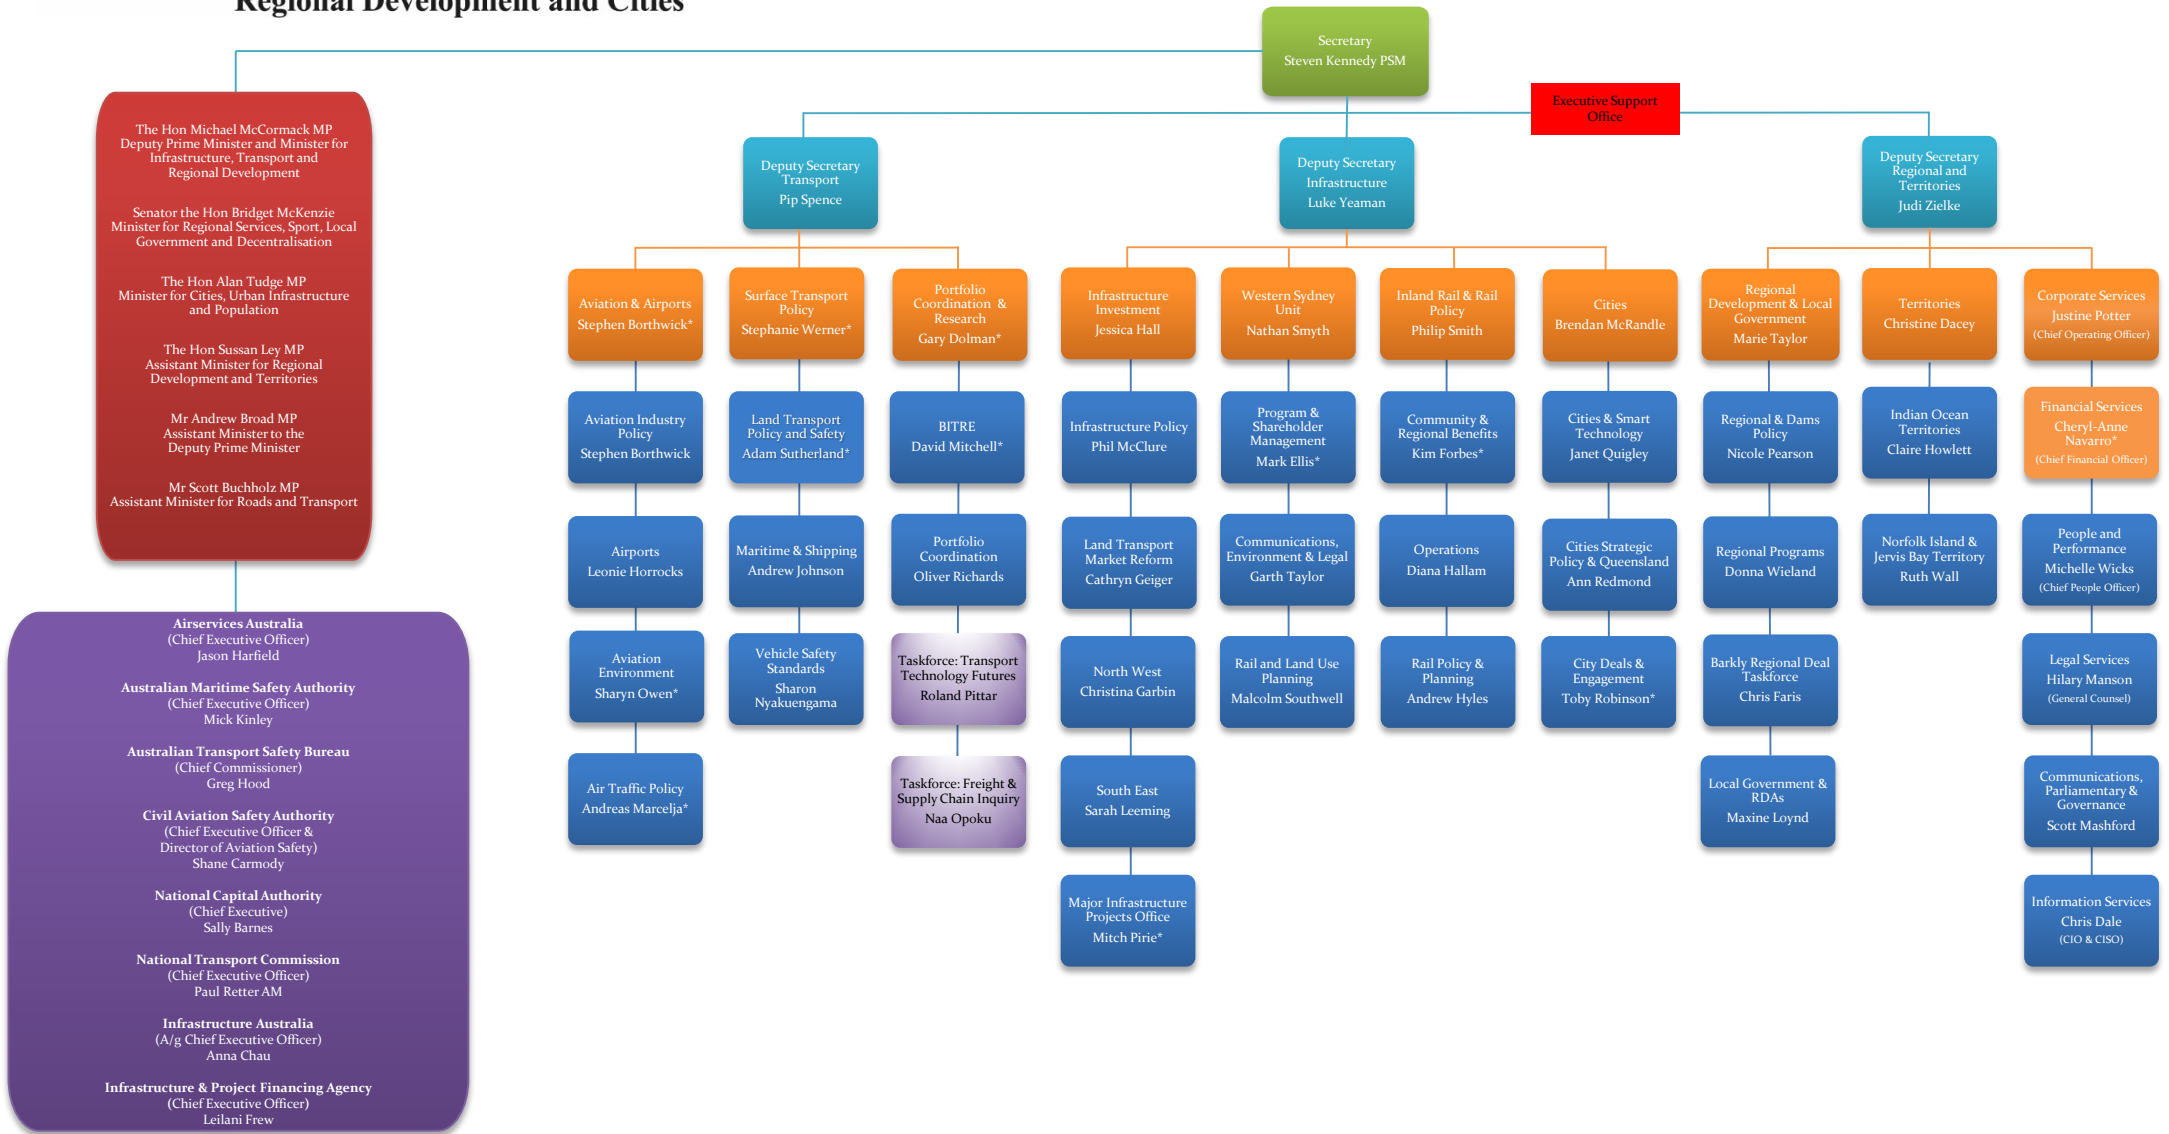 Regional Development and Cities
Secretary
Steven Kennedy PSM
Executive Support
Office
The Hon Michael McCormack MP
Deputy Prime Minister and Minister for
Infrastructure, Transport and
Regional Development
Senator the Hon Bridget McKenzie
Minister for Regional Services, Sport, Local
Government and Decentralisation
The Hon Alan Tudge MP
Minister for Cities, Urban Infrastructure
and Population
The Hon Sussan Ley MP
Assistant Minister for Regional
Development and Territories
Mr Andrew Broad MP
Assistant Minister to the
Deputy Prime Minister
Mr Scott Buchholz MP
Assistant Minister for Roads and Transport
Airservices Australia
(Chief Executive Officer)
Jason Harfield
Australian Maritime Safety Authority
(Chief Executive Officer)
Mick Kinley
Australian Transport Safety Bureau
(Chief Commissioner)
Greg Hood
Civil Aviation Safety Authority
(Chief Executive Officer &
Director of Aviation Safety)
Shane Carmody
National Capital Authority
(Chief Executive)
Sally Barnes
National Transport Commission
(Chief Executive Officer)
Paul Retter AM
Infrastructure Australia
(A/g Chief Executive Officer)
Anna Chau
Infrastructure & Project Financing Agency
(Chief Executive Officer)
Leilani Frew
Deputy Secretary
Transport
Pip Spence
Aviation & Airports
Stephen Borthwick*
Aviation Industry
Policy
Stephen Borthwick
Airports
Leonie Horrocks
Aviation
Environment
Sharyn Owen*
Air Traffic Policy
Andreas Marcelja*
Surface Transport
Policy
Stephanie Werner*
Land Transport
Policy and Safety
Adam Sutherland*
Maritime & Shipping
Andrew Johnson
Vehicle Safety
Standards
Sharon
Nyakuengama
Portfolio
Coordination &
Research
Gary Dolman*
BITRE
David Mitchell*
Portfolio
Coordination
Oliver Richards
Taskforce: Transport
Technology Futures
Roland Pittar
Taskforce: Freight &
Supply Chain Inquiry
Naa Opoku
Deputy Secretary
Infrastructure
Luke Yeaman
Infrastructure
Investment
Jessica Hall
Infrastructure Policy
Phil McClure
Land Transport
Market Reform
Cathryn Geiger
North West
Christina Garbin
South East
Sarah Leeming
Major Infrastructure
Projects Office
Mitch Pirie*
Western Sydney
Unit
Nathan Smyth
Program &
Shareholder
Management
Mark Ellis*
Communications,
Environment & Legal
Garth Taylor
Rail and Land Use
Planning
Malcolm Southwell
Inland Rail & Rail
Policy
Philip Smith
Community &
Regional Benefits
Kim Forbes*
Operations
Diana Hallam
Rail Policy &
Planning
Andrew Hyles
Cities
Brendan McRandle
Cities & Smart
Technology
Janet Quigley
Cities Strategic
Policy & Queensland
Ann Redmond
City Deals &
Engagement
Toby Robinson*
Deputy Secretary
Regional and
Territories
Judi Zielke
Regional
Development & Local
Government
Marie Taylor
Regional & Dams
Policy
Nicole Pearson
Regional Programs
Donna Wieland
Barkly Regional Deal
Taskforce
Chris Faris
Local Government &
RDAs
Maxine Loynd
Territories
Christine Dacey
Indian Ocean
Territories
Claire Howlett
Norfolk Island &
Jervis Bay Territory
Ruth Wall
Corporate Services
Justine Potter
(Chief Operating Officer)
Financial Services
Cheryl-Anne
Navarro*
(Chief Financial Officer)
People and
Performance
Michelle Wicks
(Chief People Officer)
Legal Services
Hilary Manson
(General Counsel)
Communications,
Parliamentary &
Governance
Scott Mashford
Information Services
Chris Dale
(CIO & CISO)